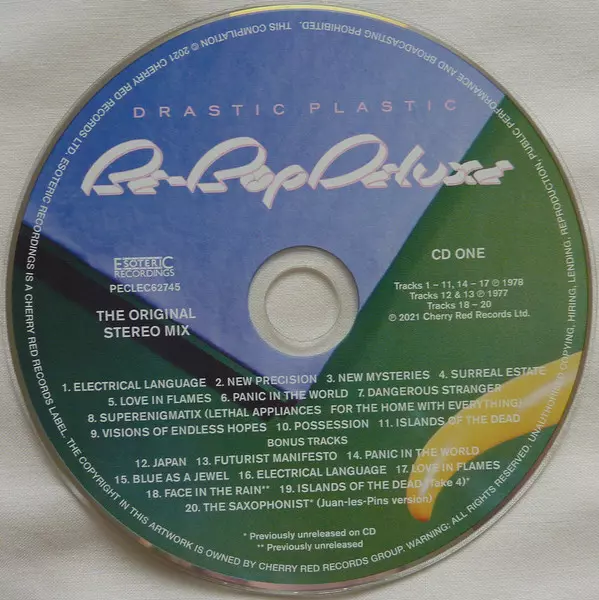 DRASTIC PLASTIC
Be-Bop Deluxe
ESOTERIC
RECORDINGS
PECLEC62745
THE ORIGINAL
STEREO MIX
CD ONE
Tracks 1 – 11, 14 – 17 ℗ 1978
Tracks 12 & 13 ℗ 1977
Tracks 18 – 20
℗ 2021 Cherry Red Records Ltd.
1. ELECTRICAL LANGUAGE 2. NEW PRECISION 3. NEW MYSTERIES 4. SURREAL ESTATE
5. LOVE IN FLAMES 6. PANIC IN THE WORLD 7. DANGEROUS STRANGER
8. SUPERENIGMATIX (LETHAL APPLIANCES FOR THE HOME WITH EVERYTHING)
9. VISIONS OF ENDLESS HOPES 10. POSSESSION 11. ISLANDS OF THE DEAD
BONUS TRACKS
12. JAPAN 13. FUTURIST MANIFESTO 14. PANIC IN THE WORLD
15. BLUE AS A JEWEL 16. ELECTRICAL LANGUAGE 17. LOVE IN FLAMES
18. FACE IN THE RAIN** 19. ISLANDS OF THE DEAD (Take 4)*
20. THE SAXOPHONIST* (Juan-les-Pins version)
* Previously unreleased on CD
** Previously unreleased
THIS COMPILATION © 2021 CHERRY RED RECORDS LTD. ESOTERIC RECORDINGS IS A CHERRY RED RECORDS LABEL. THE COPYRIGHT IN THIS ARTWORK IS OWNED BY CHERRY RED RECORDS GROUP. WARNING: ALL RIGHTS RESERVED. UNAUTHORISED COPYING, HIRING, LENDING, REPRODUCTION, PUBLIC PERFORMANCE AND BROADCASTING PROHIBITED.